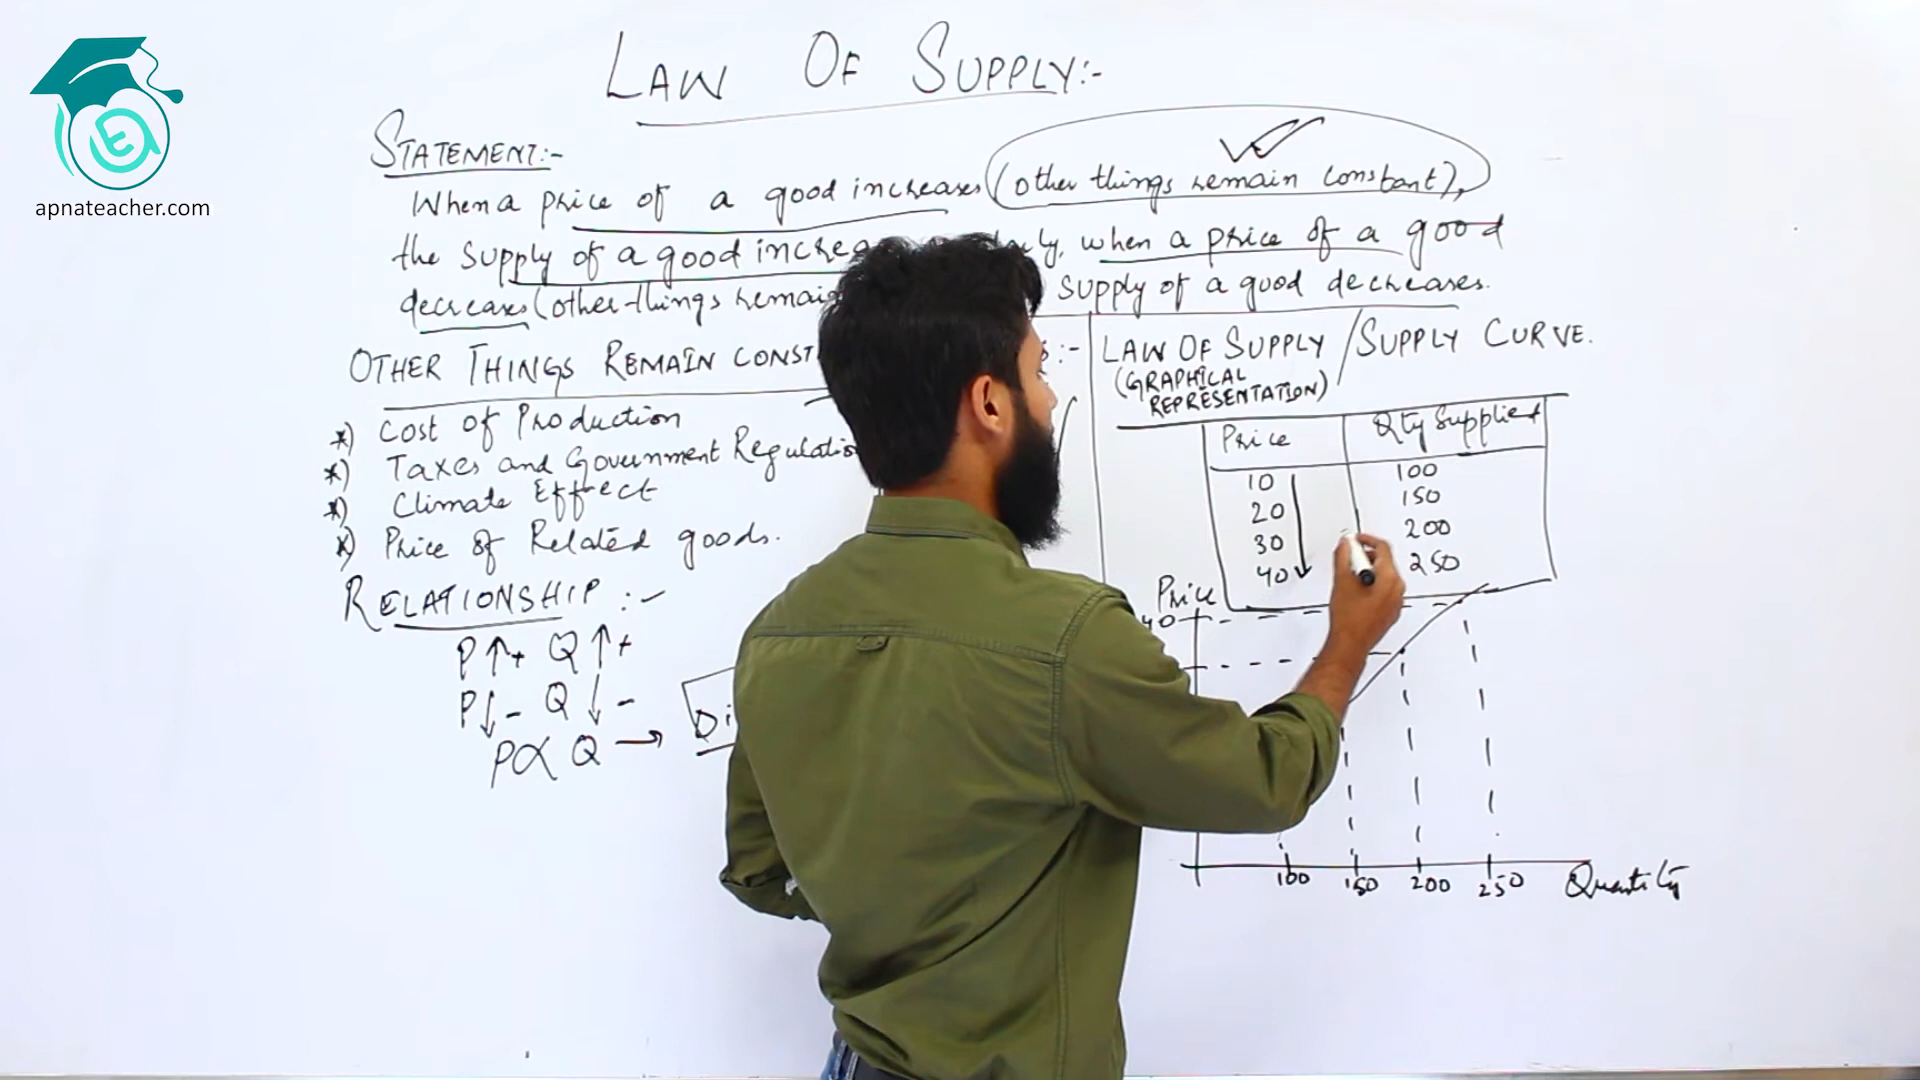 apnateacher.com
LAW OF SUPPLY:-
STATEMENT:-
When a price of a good increases (other things remain constant),
the supply of a good when a price of a good
decreases (other things supply of a good decreases.
OTHER THINGS REMAIN
*) Cost of Production
*) Taxes and Government Regulation
*) Climate Effect
*) Price of Related goods.
RELATIONSHIP:-
P↑+ Q↑+
P↓- Q↓-
P∝Q →
LAW OF SUPPLY / SUPPLY CURVE.
(GRAPHICAL
REPRESENTATION)
Price Qty Supplied
10 100
20 150
30 200
40 250
Price
40
100 150 200 250 Quantity